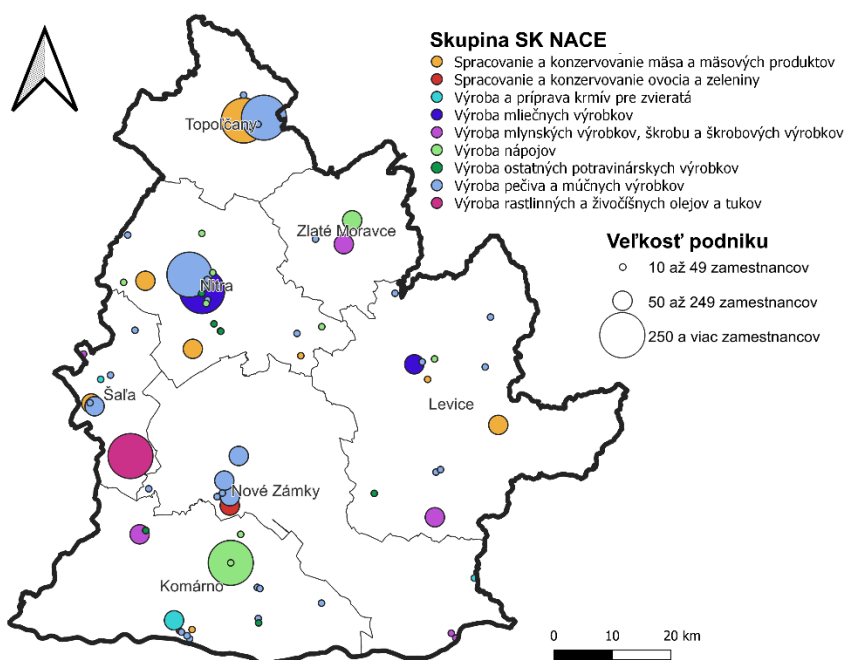 Skupina SK NACE
Spracovanie a konzervovanie mäsa a mäsových produktov
Spracovanie a konzervovanie ovocia a zeleniny
Výroba a príprava krmív pre zvieratá
Výroba mliečnych výrobkov
Výroba mlynských výrobkov, škrobu a škrobových výrobkov
Výroba nápojov
Výroba ostatných potravinárskych výrobkov
Výroba pečiva a múčnych výrobkov
Výroba rastlinných a živočíšnych olejov a tukov
Veľkosť podniku
10 až 49 zamestnancov
50 až 249 zamestnancov
250 a viac zamestnancov
Topoľčany
Zlaté Moravce
Nitra
Šaľa
Levice
Nové Zámky
Komárno
0 10 20 km